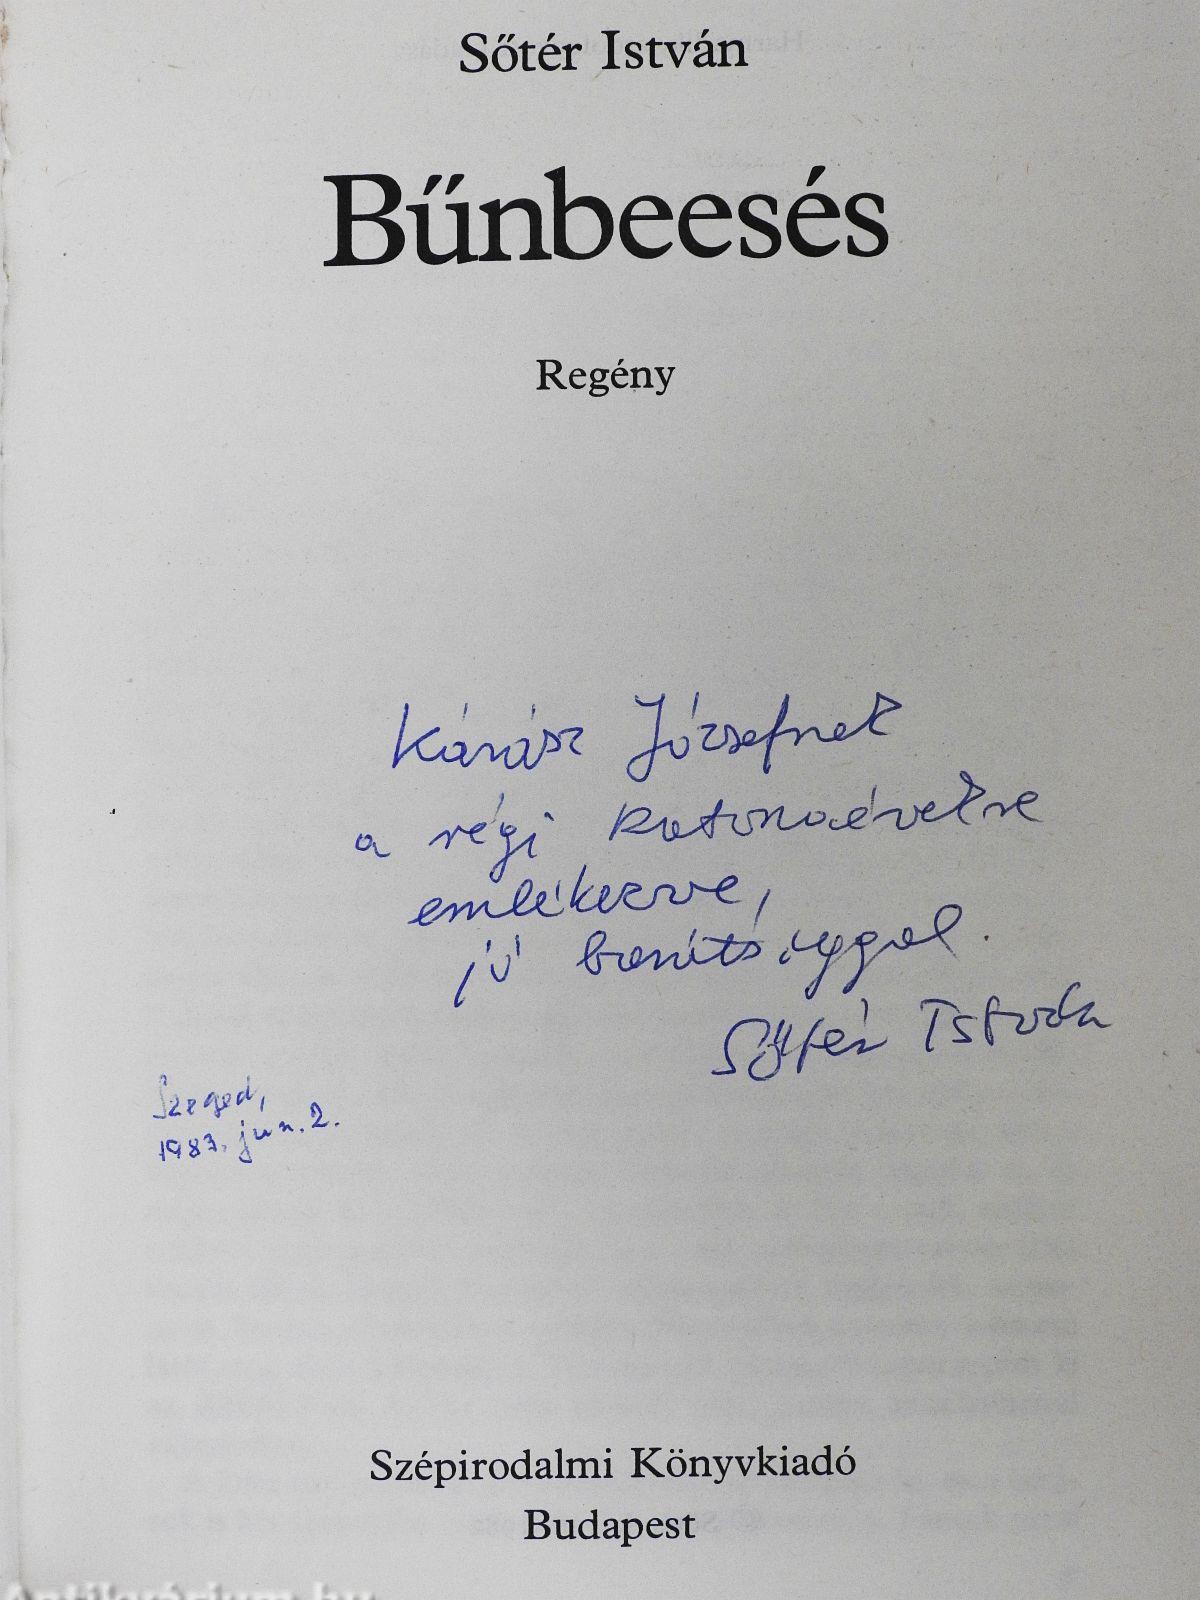 Sőtér István
Bűnbeesés
Regény
Kárász Józsefnek
a régi katonaévekre
emlékezve,
jó barátsággal.
Sőtér István
Szeged,
1983. jun. 2.
Szépirodalmi Könyvkiadó
Budapest